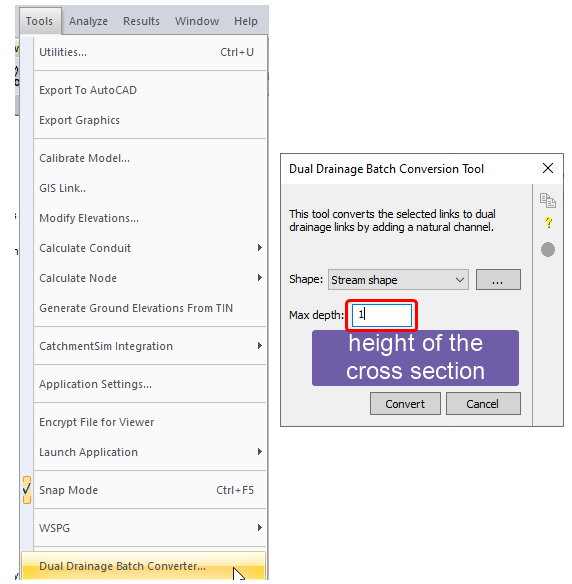 Tools Analyze Results Window Help
Utilities... Ctrl+U
Export To AutoCAD
Export Graphics
Calibrate Model...
GIS Link..
Modify Elevations...
Calculate Conduit
Calculate Node
Generate Ground Elevations From TIN
CatchmentSim Integration
Application Settings...
Encrypt File for Viewer
Launch Application
Snap Mode Ctrl+F5
WSPG
Dual Drainage Batch Converter...
Dual Drainage Batch Conversion Tool
This tool converts the selected links to dual
drainage links by adding a natural channel.
Shape: Stream shape ...
Max depth: 1
height of the
cross section
Convert Cancel
?